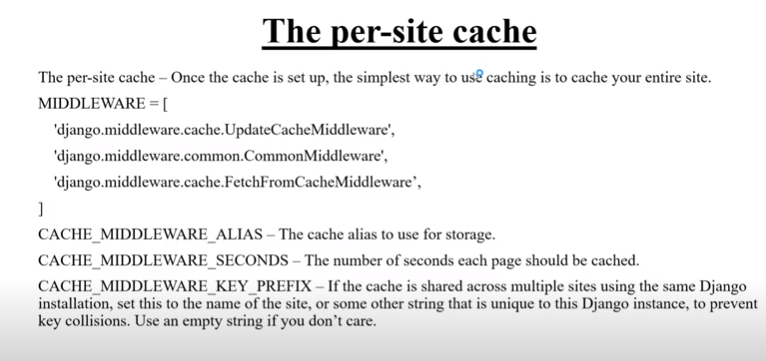 The per-site cache
The per-site cache – Once the cache is set up, the simplest way to use caching is to cache your entire site.
MIDDLEWARE = [
'django.middleware.cache.UpdateCacheMiddleware',
'django.middleware.common.CommonMiddleware',
'django.middleware.cache.FetchFromCacheMiddleware’,
]
CACHE_MIDDLEWARE_ALIAS – The cache alias to use for storage.
CACHE_MIDDLEWARE_SECONDS – The number of seconds each page should be cached.
CACHE_MIDDLEWARE_KEY_PREFIX – If the cache is shared across multiple sites using the same Django
installation, set this to the name of the site, or some other string that is unique to this Django instance, to prevent
key collisions. Use an empty string if you don’t care.